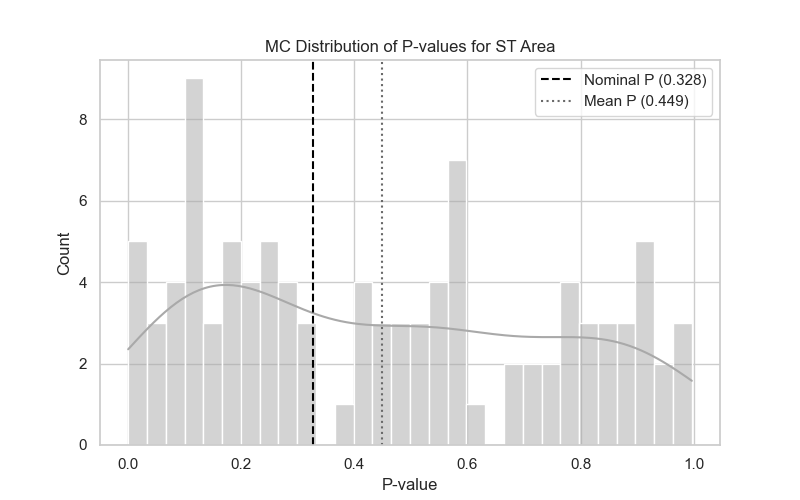 MC Distribution of P-values for ST Area
Nominal P (0.328)
Mean P (0.449)
Count
8
6
4
2
0
0.0 0.2 0.4 0.6 0.8 1.0
P-value